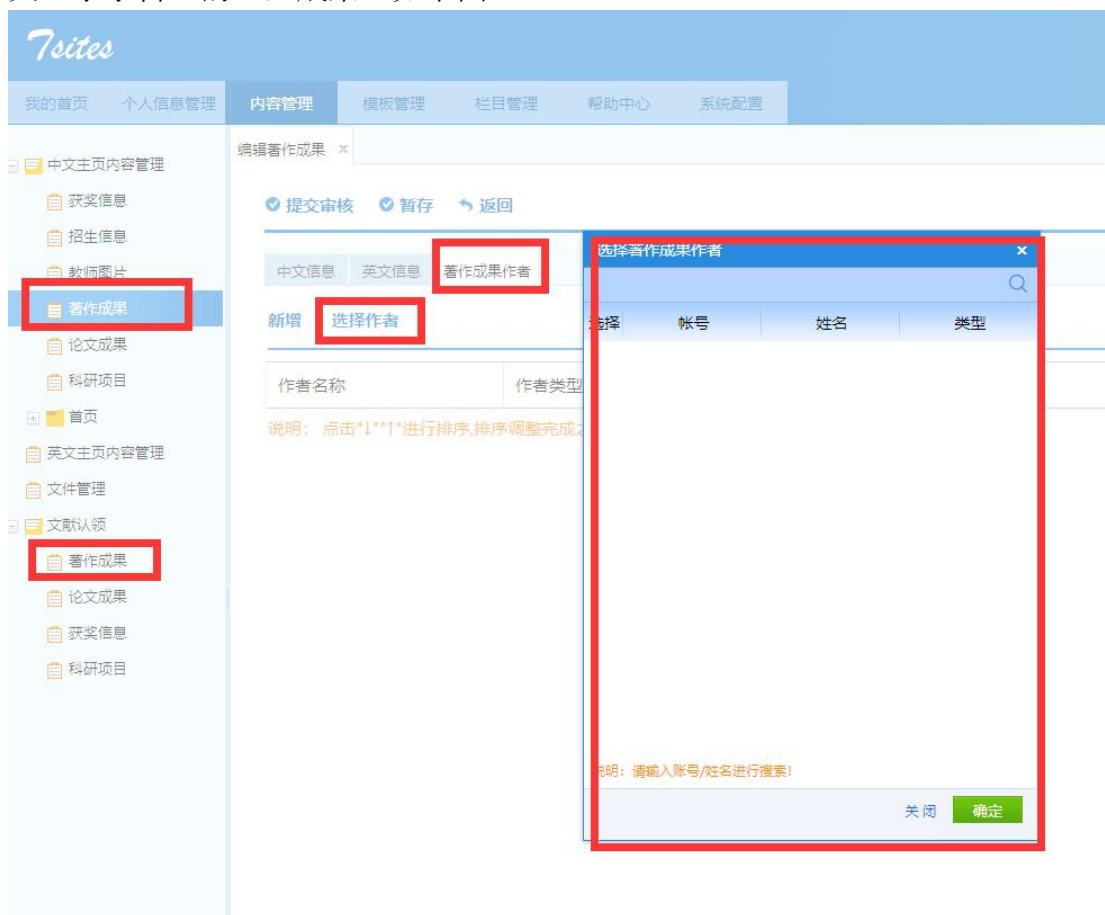 Tsites
我的首页 个人信息管理 内容管理 模板管理 栏目管理 帮助中心 系统配置
编辑著作成果 ×
中文主页内容管理
获奖信息
招生信息
教师图片
著作成果
论文成果
科研项目
首页
英文主页内容管理
文件管理
文献认领
著作成果
论文成果
获奖信息
科研项目
提交审核 暂存 返回
中文信息 英文信息 著作成果作者
新增 选择作者
作者名称 作者类型
说明： 点击"↓""↑"进行排序,排序调整完成
选择著作成果作者 ×
选择 帐号 姓名 类型
说明：请输入账号/姓名进行搜索!
关闭 确定